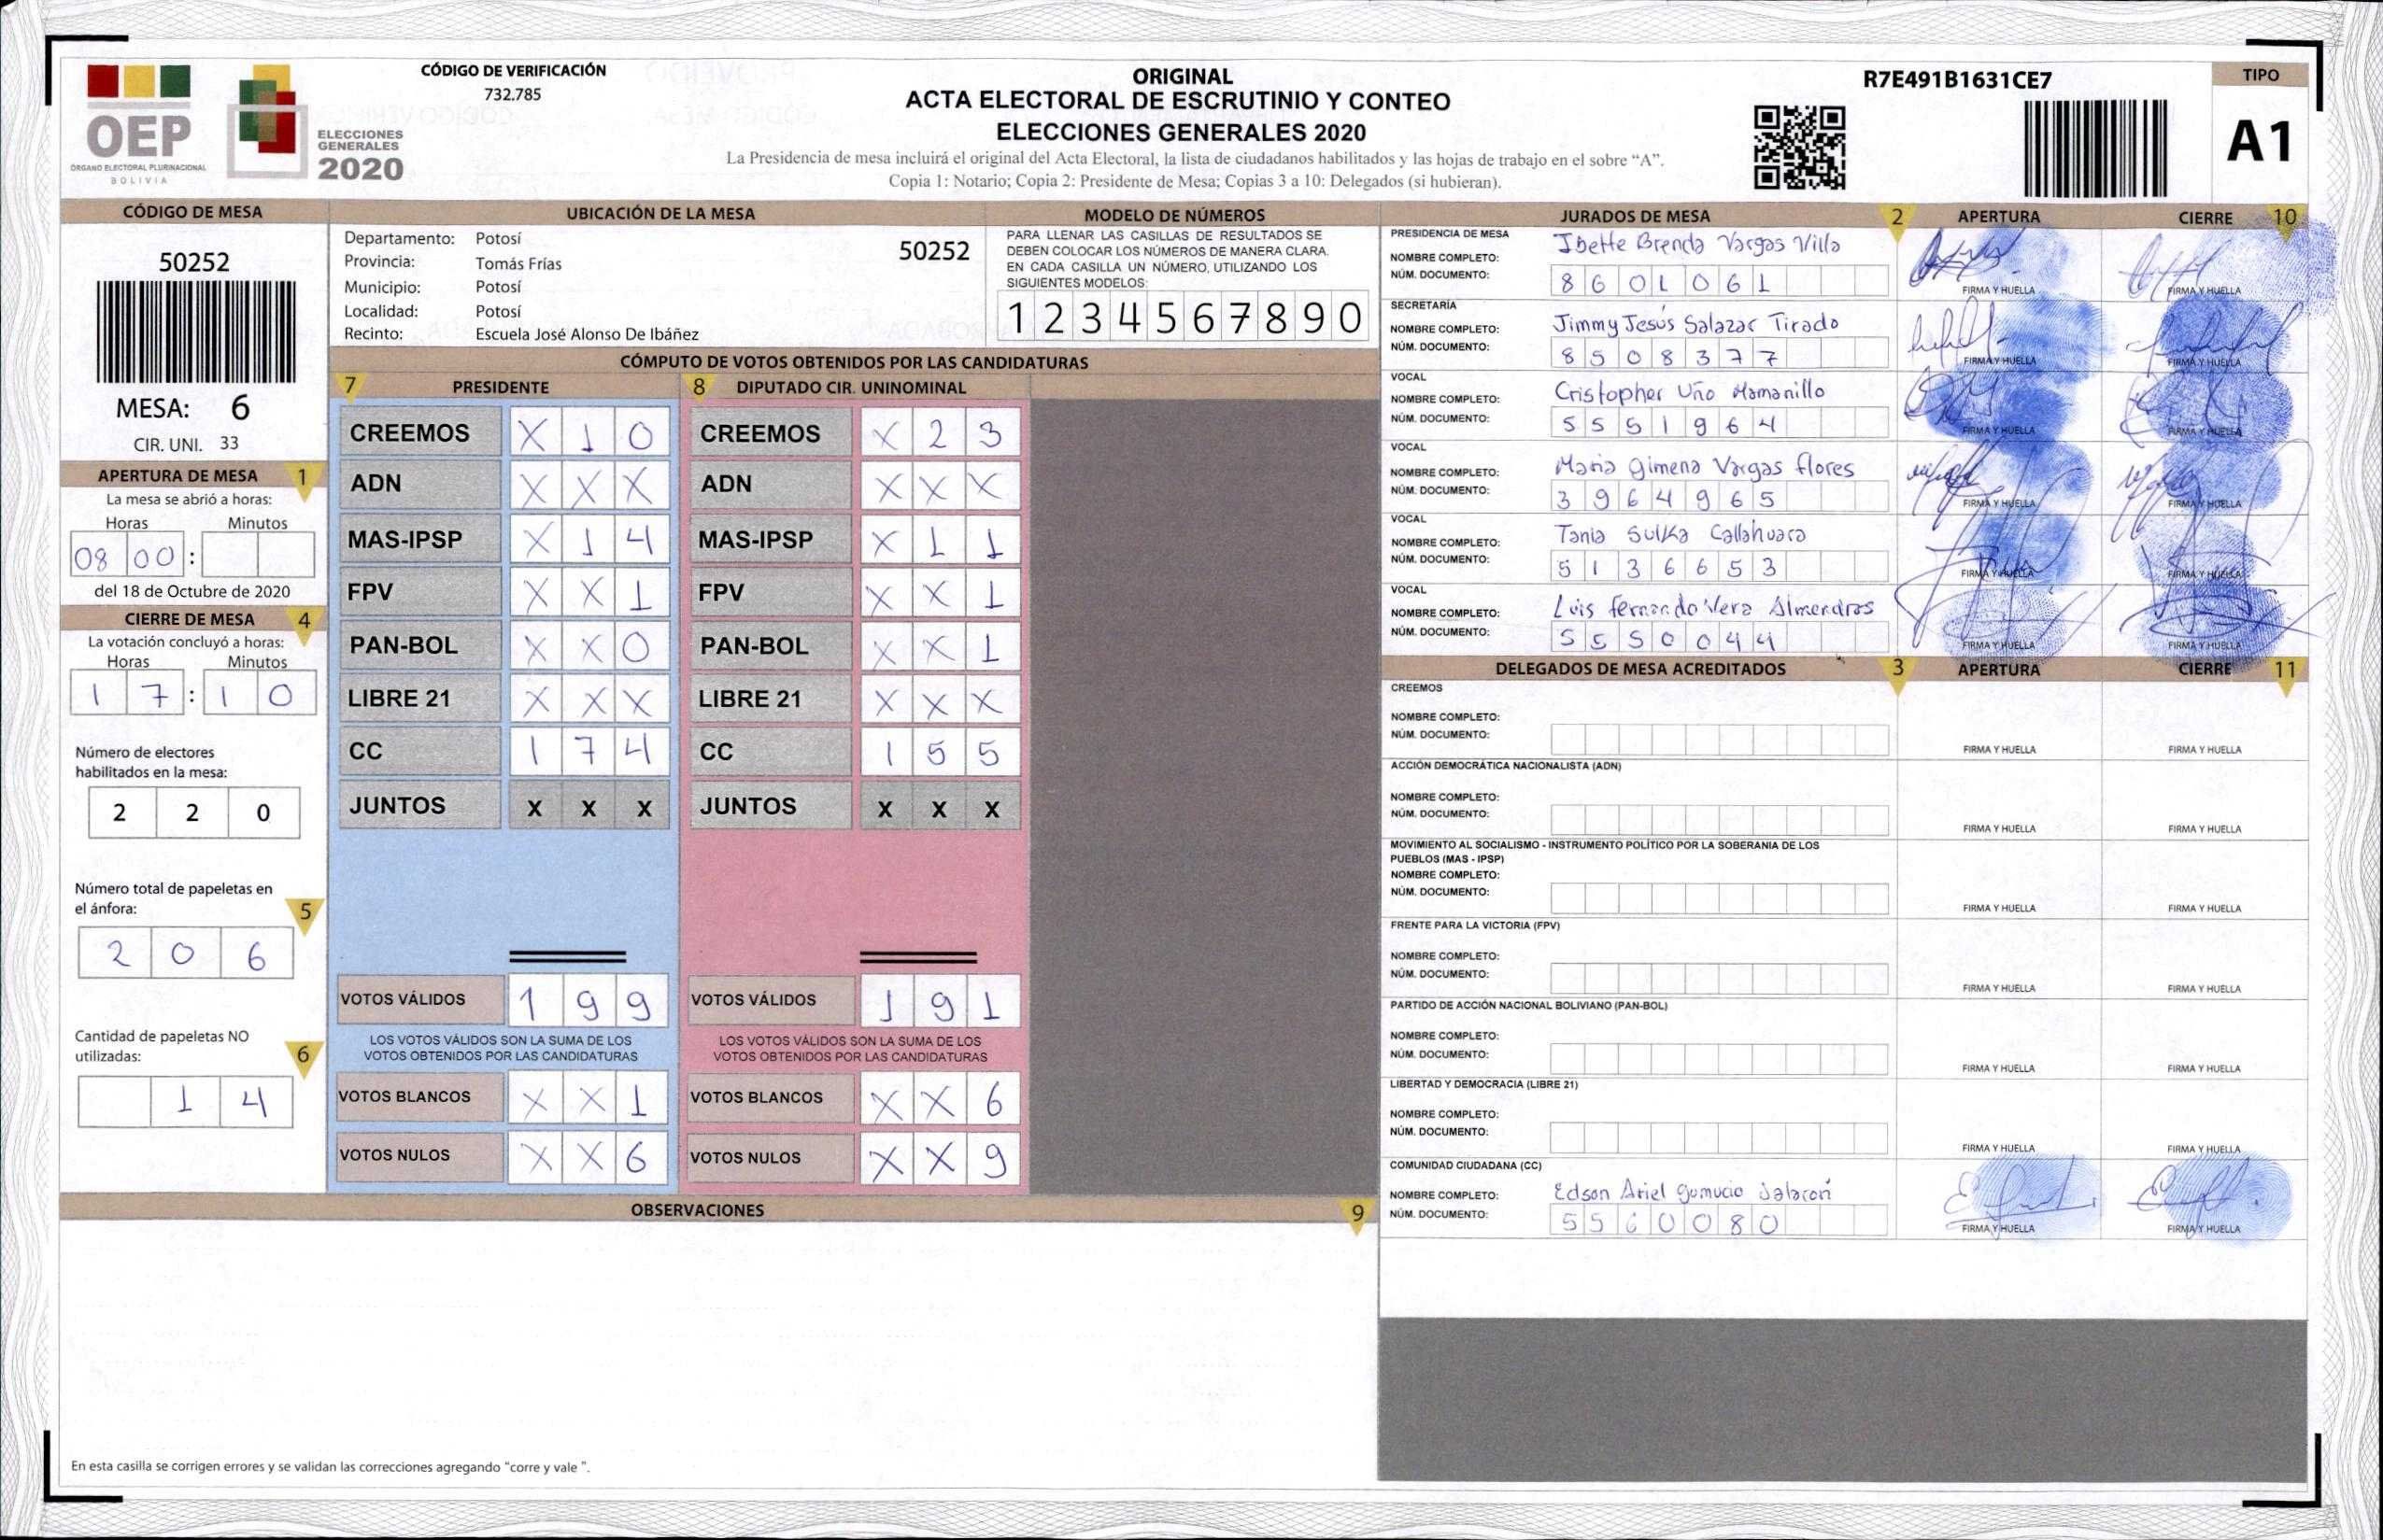 OEP
ÓRGANO ELECTORAL PLURINACIONAL
BOLIVIA
ELECCIONES
GENERALES
2020
CÓDIGO DE VERIFICACIÓN
732.785
ORIGINAL
ACTA ELECTORAL DE ESCRUTINIO Y CONTEO
ELECCIONES GENERALES 2020
La Presidencia de mesa incluirá el original del Acta Electoral, la lista de ciudadanos habilitados y las hojas de trabajo en el sobre “A”.
Copia 1: Notario; Copia 2: Presidente de Mesa; Copias 3 a 10: Delegados (si hubieran).
R7E491B1631CE7
TIPO
A1
CÓDIGO DE MESA
50252
MESA: 6
CIR. UNI. 33
APERTURA DE MESA 1
La mesa se abrió a horas:
Horas Minutos
08 00 :
del 18 de Octubre de 2020
CIERRE DE MESA 4
La votación concluyó a horas:
Horas Minutos
1 7 : 1 0
Número de electores
habilitados en la mesa:
2 2 0
Número total de papeletas en
el ánfora: 5
2 0 6
Cantidad de papeletas NO
utilizadas: 6
1 4
UBICACIÓN DE LA MESA
Departamento: Potosí 50252
Provincia: Tomás Frías
Municipio: Potosí
Localidad: Potosí
Recinto: Escuela José Alonso De Ibáñez
MODELO DE NÚMEROS
PARA LLENAR LAS CASILLAS DE RESULTADOS SE
DEBEN COLOCAR LOS NÚMEROS DE MANERA CLARA.
EN CADA CASILLA UN NÚMERO, UTILIZANDO LOS
SIGUIENTES MODELOS:
1 2 3 4 5 6 7 8 9 0
CÓMPUTO DE VOTOS OBTENIDOS POR LAS CANDIDATURAS
7 PRESIDENTE 8 DIPUTADO CIR. UNINOMINAL
CREEMOS X 1 0 CREEMOS X 2 3
ADN X X X ADN X X X
MAS-IPSP X 1 4 MAS-IPSP X 1 1
FPV X X 1 FPV X X 1
PAN-BOL X X 0 PAN-BOL X X 1
LIBRE 21 X X X LIBRE 21 X X X
CC 1 7 4 CC 1 5 5
JUNTOS X X X JUNTOS X X X
VOTOS VÁLIDOS 1 9 9 VOTOS VÁLIDOS 1 9 1
LOS VOTOS VÁLIDOS SON LA SUMA DE LOS LOS VOTOS VÁLIDOS SON LA SUMA DE LOS
VOTOS OBTENIDOS POR LAS CANDIDATURAS VOTOS OBTENIDOS POR LAS CANDIDATURAS
VOTOS BLANCOS X X 1 VOTOS BLANCOS X X 6
VOTOS NULOS X X 6 VOTOS NULOS X X 9
OBSERVACIONES 9
En esta casilla se corrigen errores y se validan las correcciones agregando “corre y vale ”.
JURADOS DE MESA 2 APERTURA CIERRE 10
PRESIDENCIA DE MESA
NOMBRE COMPLETO: Ibette Brenda Vargas Villa
NÚM. DOCUMENTO: 8 6 0 1 0 6 1
FIRMA Y HUELLA FIRMA Y HUELLA
SECRETARÍA
NOMBRE COMPLETO: Jimmy Jesús Salazar Tirado
NÚM. DOCUMENTO: 8 5 0 8 3 7 7
FIRMA Y HUELLA FIRMA Y HUELLA
VOCAL
NOMBRE COMPLETO: Cristopher Uño Mamanillo
NÚM. DOCUMENTO: 5 5 5 1 9 6 4
FIRMA Y HUELLA FIRMA Y HUELLA
VOCAL
NOMBRE COMPLETO: Maria Gimena Vargas flores
NÚM. DOCUMENTO: 3 9 6 4 9 6 5
FIRMA Y HUELLA FIRMA Y HUELLA
VOCAL
NOMBRE COMPLETO: Tania Sulka Callahuara
NÚM. DOCUMENTO: 5 1 3 6 6 5 3
FIRMA Y HUELLA FIRMA Y HUELLA
VOCAL
NOMBRE COMPLETO: Luis fernando Vera Almendras
NÚM. DOCUMENTO: 5 5 5 0 0 4 4
FIRMA Y HUELLA FIRMA Y HUELLA
DELEGADOS DE MESA ACREDITADOS 3 APERTURA CIERRE 11
CREEMOS
NOMBRE COMPLETO:
NÚM. DOCUMENTO:
FIRMA Y HUELLA FIRMA Y HUELLA
ACCIÓN DEMOCRÁTICA NACIONALISTA (ADN)
NOMBRE COMPLETO:
NÚM. DOCUMENTO:
FIRMA Y HUELLA FIRMA Y HUELLA
MOVIMIENTO AL SOCIALISMO - INSTRUMENTO POLÍTICO POR LA SOBERANIA DE LOS
PUEBLOS (MAS - IPSP)
NOMBRE COMPLETO:
NÚM. DOCUMENTO:
FIRMA Y HUELLA FIRMA Y HUELLA
FRENTE PARA LA VICTORIA (FPV)
NOMBRE COMPLETO:
NÚM. DOCUMENTO:
FIRMA Y HUELLA FIRMA Y HUELLA
PARTIDO DE ACCIÓN NACIONAL BOLIVIANO (PAN-BOL)
NOMBRE COMPLETO:
NÚM. DOCUMENTO:
FIRMA Y HUELLA FIRMA Y HUELLA
LIBERTAD Y DEMOCRACIA (LIBRE 21)
NOMBRE COMPLETO:
NÚM. DOCUMENTO:
FIRMA Y HUELLA FIRMA Y HUELLA
COMUNIDAD CIUDADANA (CC)
NOMBRE COMPLETO: Edson Ariel Gumucio
NÚM. DOCUMENTO: 5 5 6 0 0 8 0
FIRMA Y HUELLA FIRMA Y HUELLA